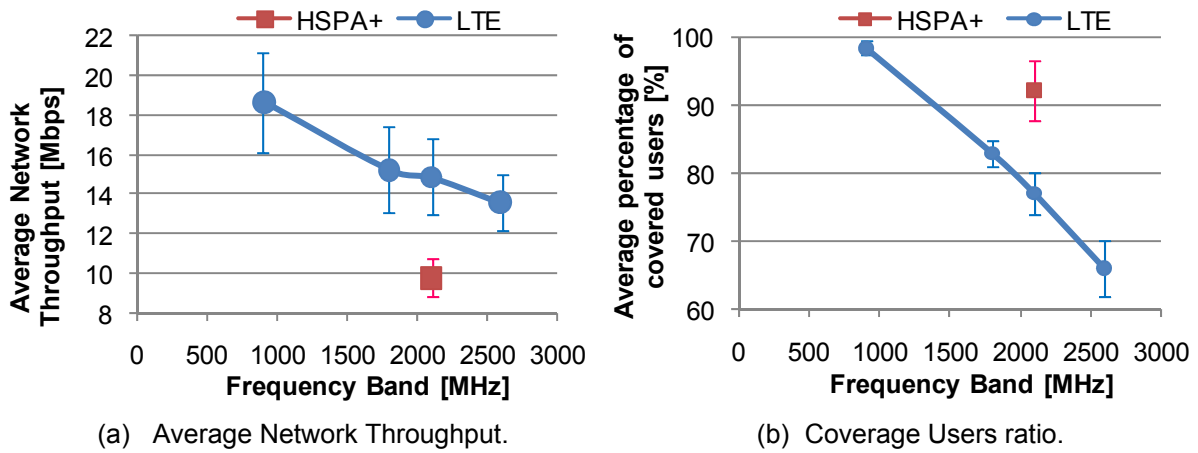 HSPA+ LTE
Average Network
Throughput [Mbps]
22
20
18
16
14
12
10
8
0 500 1000 1500 2000 2500 3000
Frequency Band [MHz]
(a) Average Network Throughput.
HSPA+ LTE
Average percentage of
covered users [%]
100
90
80
70
60
0 500 1000 1500 2000 2500 3000
Frequency Band [MHz]
(b) Coverage Users ratio.